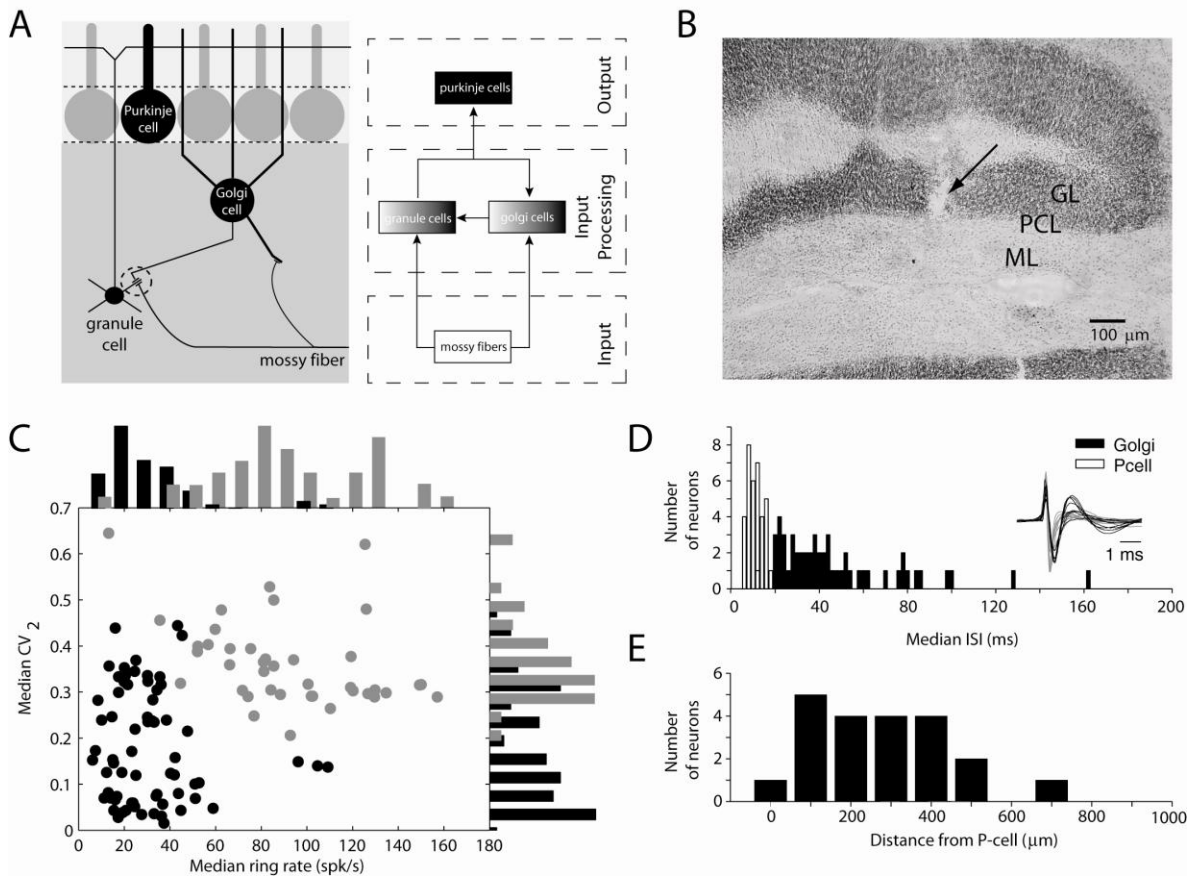 A
Purkinje
cell
Golgi
cell
granule
cell
mossy fiber
purkinje cells
Output
granule cells
golgi cells
Input
Processing
mossy fibers
Input
B
GL
PCL
ML
100 μm
C
0.7
0.6
0.5
0.4
0.3
0.2
0.1
0
Median CV 2
0 20 40 60 80 100 120 140 160 180
Median ring rate (spk/s)
D
Golgi
Pcell
8
6
4
2
0
Number
of neurons
1 ms
0 40 80 120 160 200
Median ISI (ms)
E
6
4
2
0
Number
of neurons
0 200 400 600 800 1000
Distance from P-cell (μm)